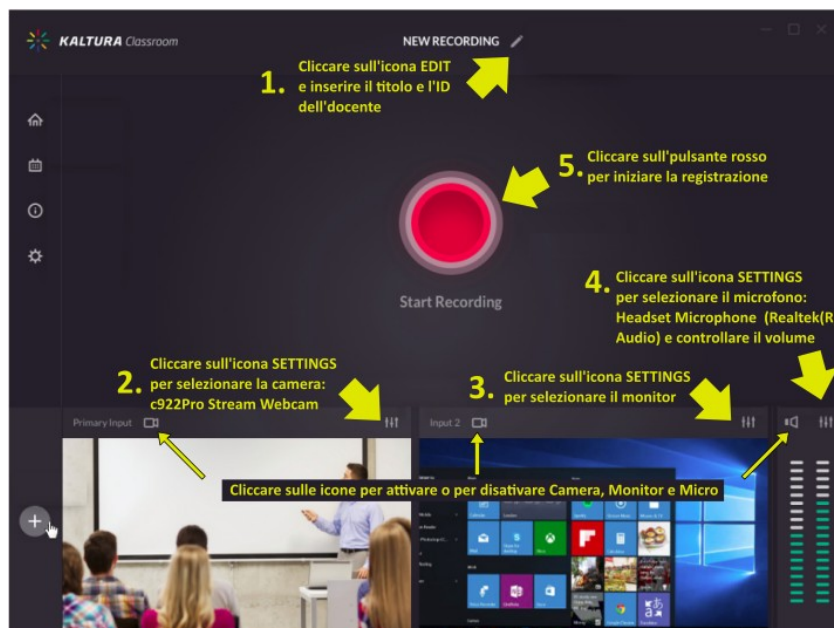 KALTURA Classroom
NEW RECORDING
1. Cliccare sull'icona EDIT
e inserire il titolo e l'ID
dell'docente
5. Cliccare sull'pulsante rosso
per iniziare la registrazione
Start Recording
4. Cliccare sull'icona SETTINGS
per selezionare il microfono:
Headset Microphone (Realtek(R
Audio) e controllare il volume
2. Cliccare sull'icona SETTINGS
per selezionare la camera:
c922Pro Stream Webcam
3. Cliccare sull'icona SETTINGS
per selezionare il monitor
Primary Input
Input 2
Cliccare sulle icone per attivare o per disativare Camera, Monitor e Micro